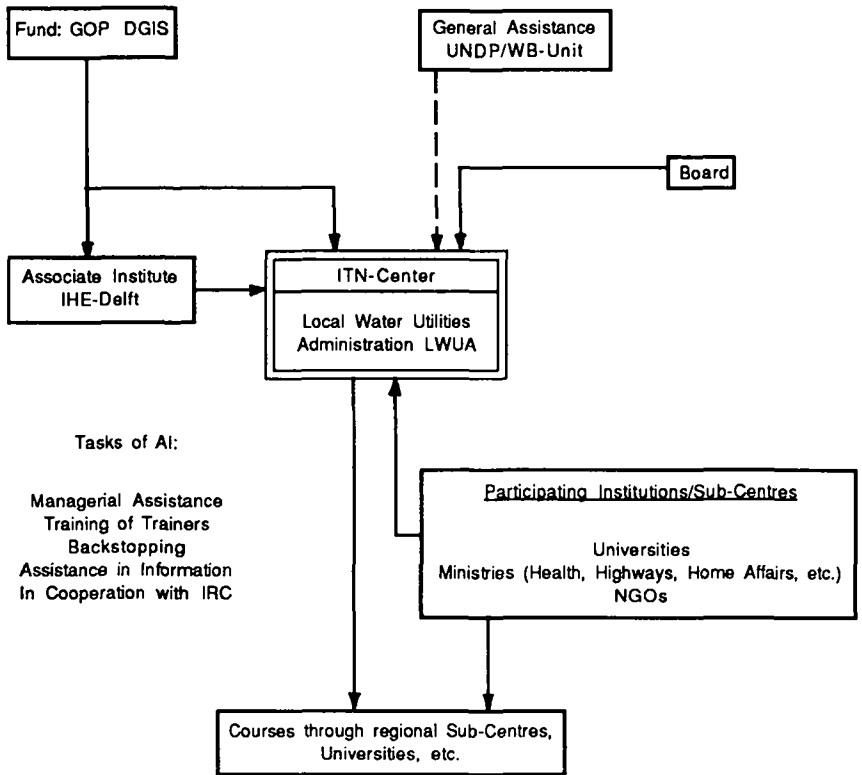 Fund: GOP DGIS
General Assistance
UNDP/WB-Unit
Board
Associate Institute
IHE-Delft
ITN-Center
Local Water Utilities
Administration LWUA
Tasks of AI:
Managerial Assistance
Training of Trainers
Backstopping
Assistance in Information
In Cooperation with IRC
Participating Institutions/Sub-Centres
Universities
Ministries (Health, Highways, Home Affairs, etc.)
NGOs
Courses through regional Sub-Centres,
Universities, etc.